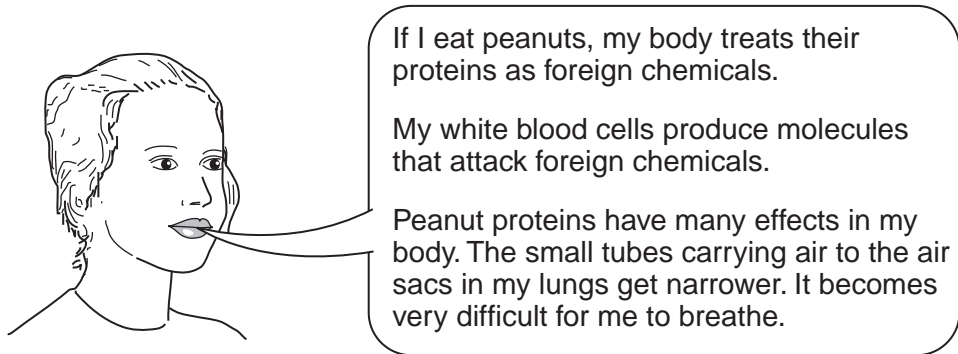 If I eat peanuts, my body treats their
proteins as foreign chemicals.
My white blood cells produce molecules
that attack foreign chemicals.
Peanut proteins have many effects in my
body. The small tubes carrying air to the air
sacs in my lungs get narrower. It becomes
very difficult for me to breathe.